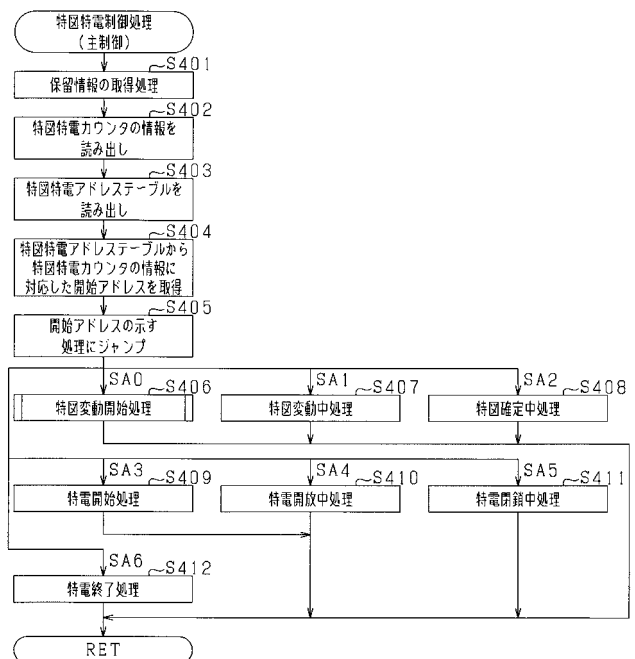 特図特電制御処理
(主制御)
S401
保留情報の取得処理
S402
特図特電カウンタの情報を
読み出し
S403
特図特電アドレステーブルを
読み出し
S404
特図特電アドレステーブルから
特図特電カウンタの情報に
対応した開始アドレスを取得
S405
開始アドレスの示す
処理にジャンプ
SA0
S406
特図変動開始処理
SA1
S407
特図変動中処理
SA2
S408
特図確定中処理
SA3
S409
特電開始処理
SA4
S410
特電開放中処理
SA5
S411
特電閉鎖中処理
SA6
S412
特電終了処理
RET